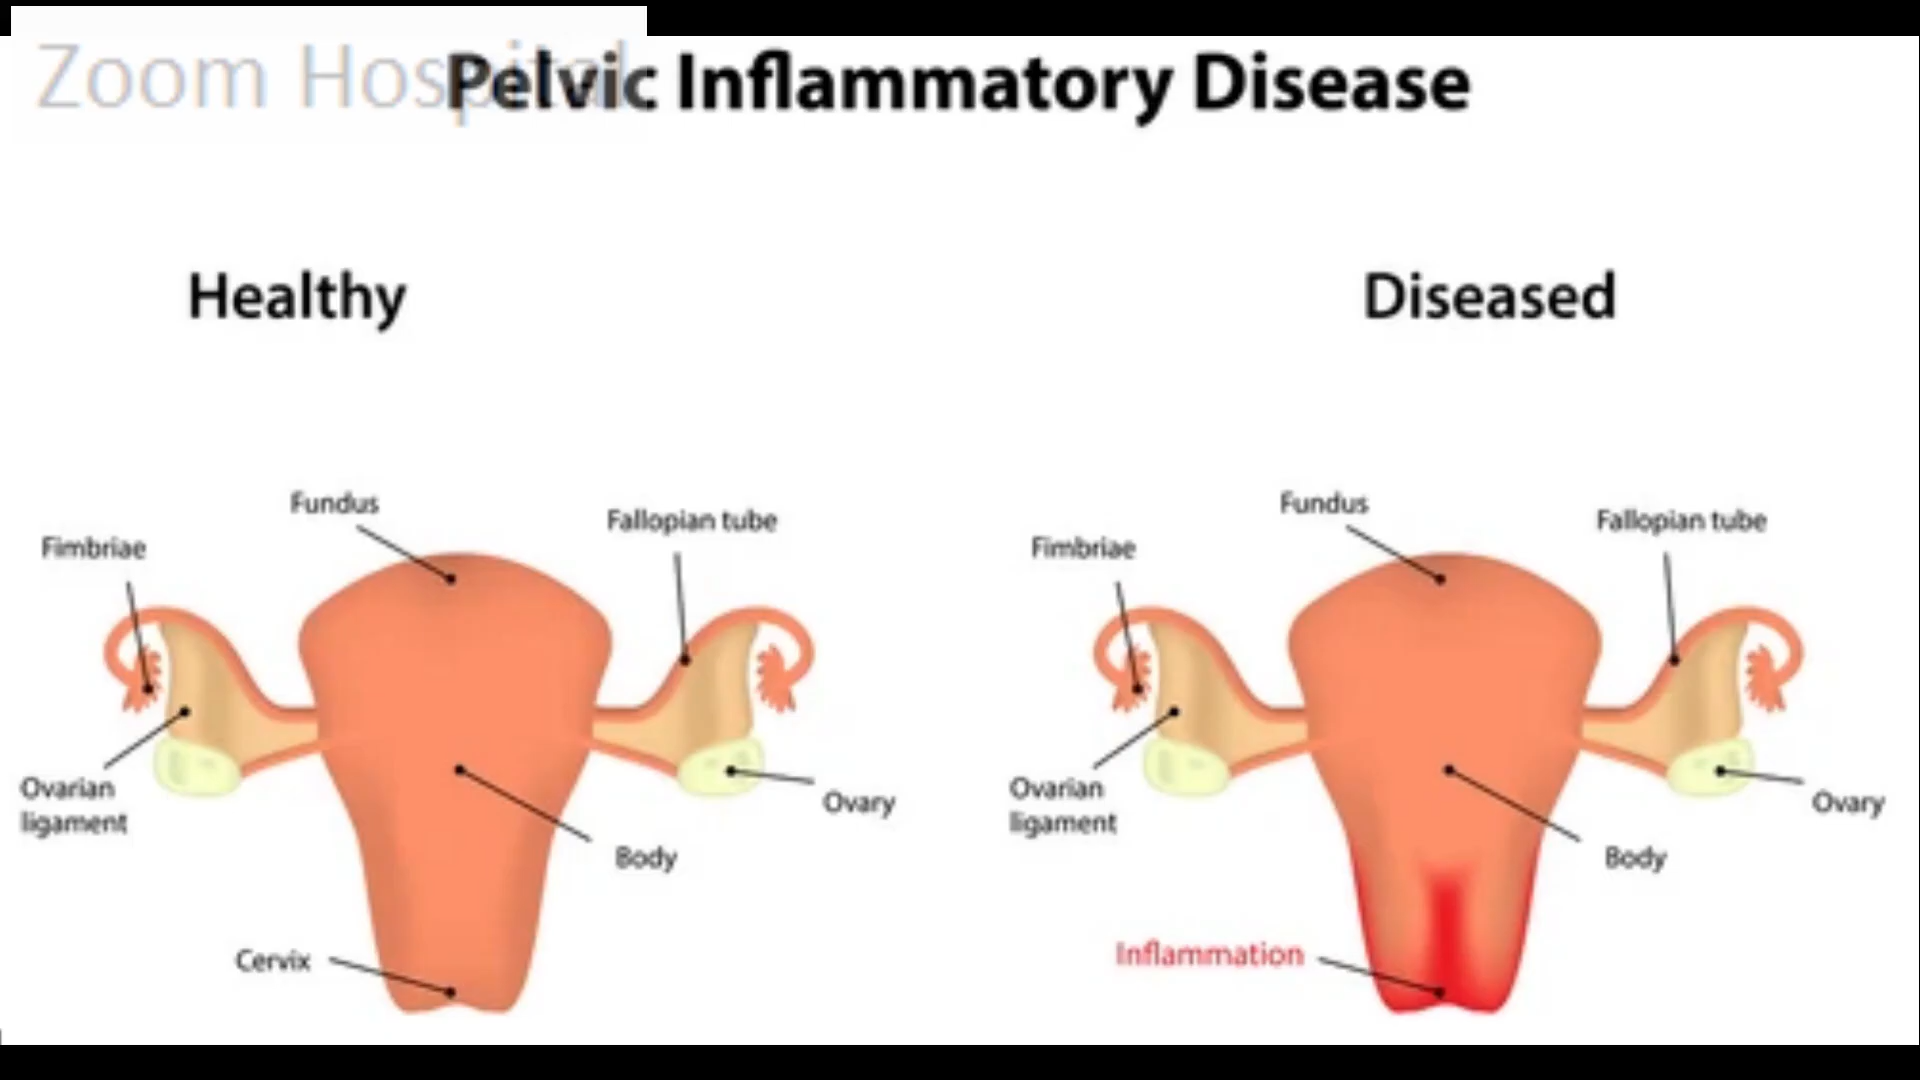 Zoom Hospital
Pelvic Inflammatory Disease
Healthy
Diseased
Fundus
Fallopian tube
Fimbriae
Ovarian
ligament
Ovary
Body
Cervix
Fundus
Fallopian tube
Fimbriae
Ovarian
ligament
Ovary
Body
Inflammation